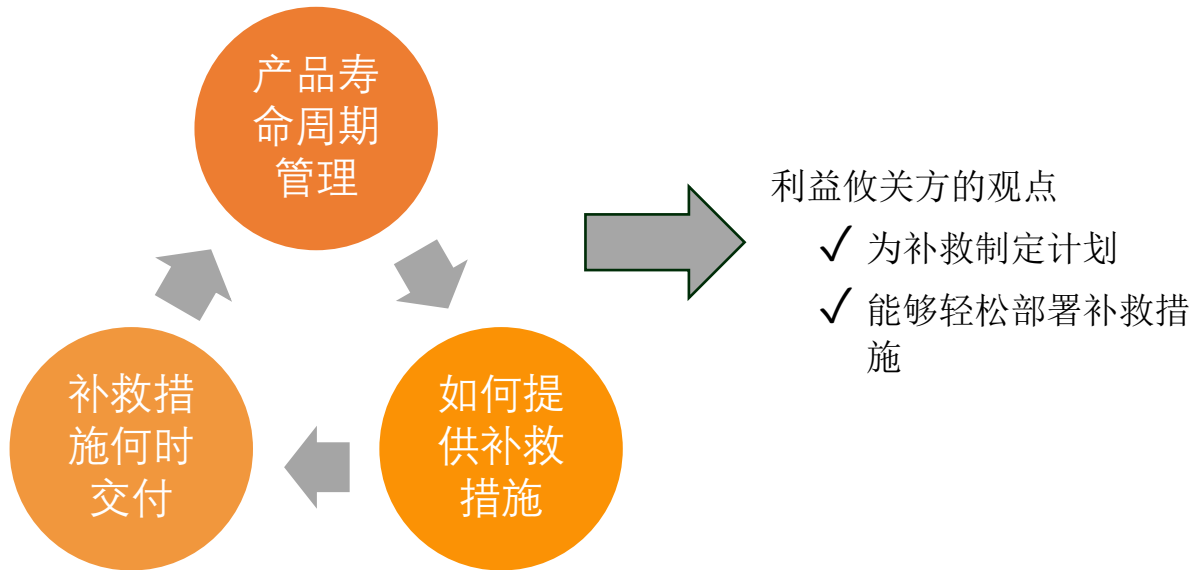 产品寿
命周期
管理
补救措
施何时
交付
如何提
供补救
措施
利益攸关方的观点
✓ 为补救制定计划
✓ 能够轻松部署补救措
施